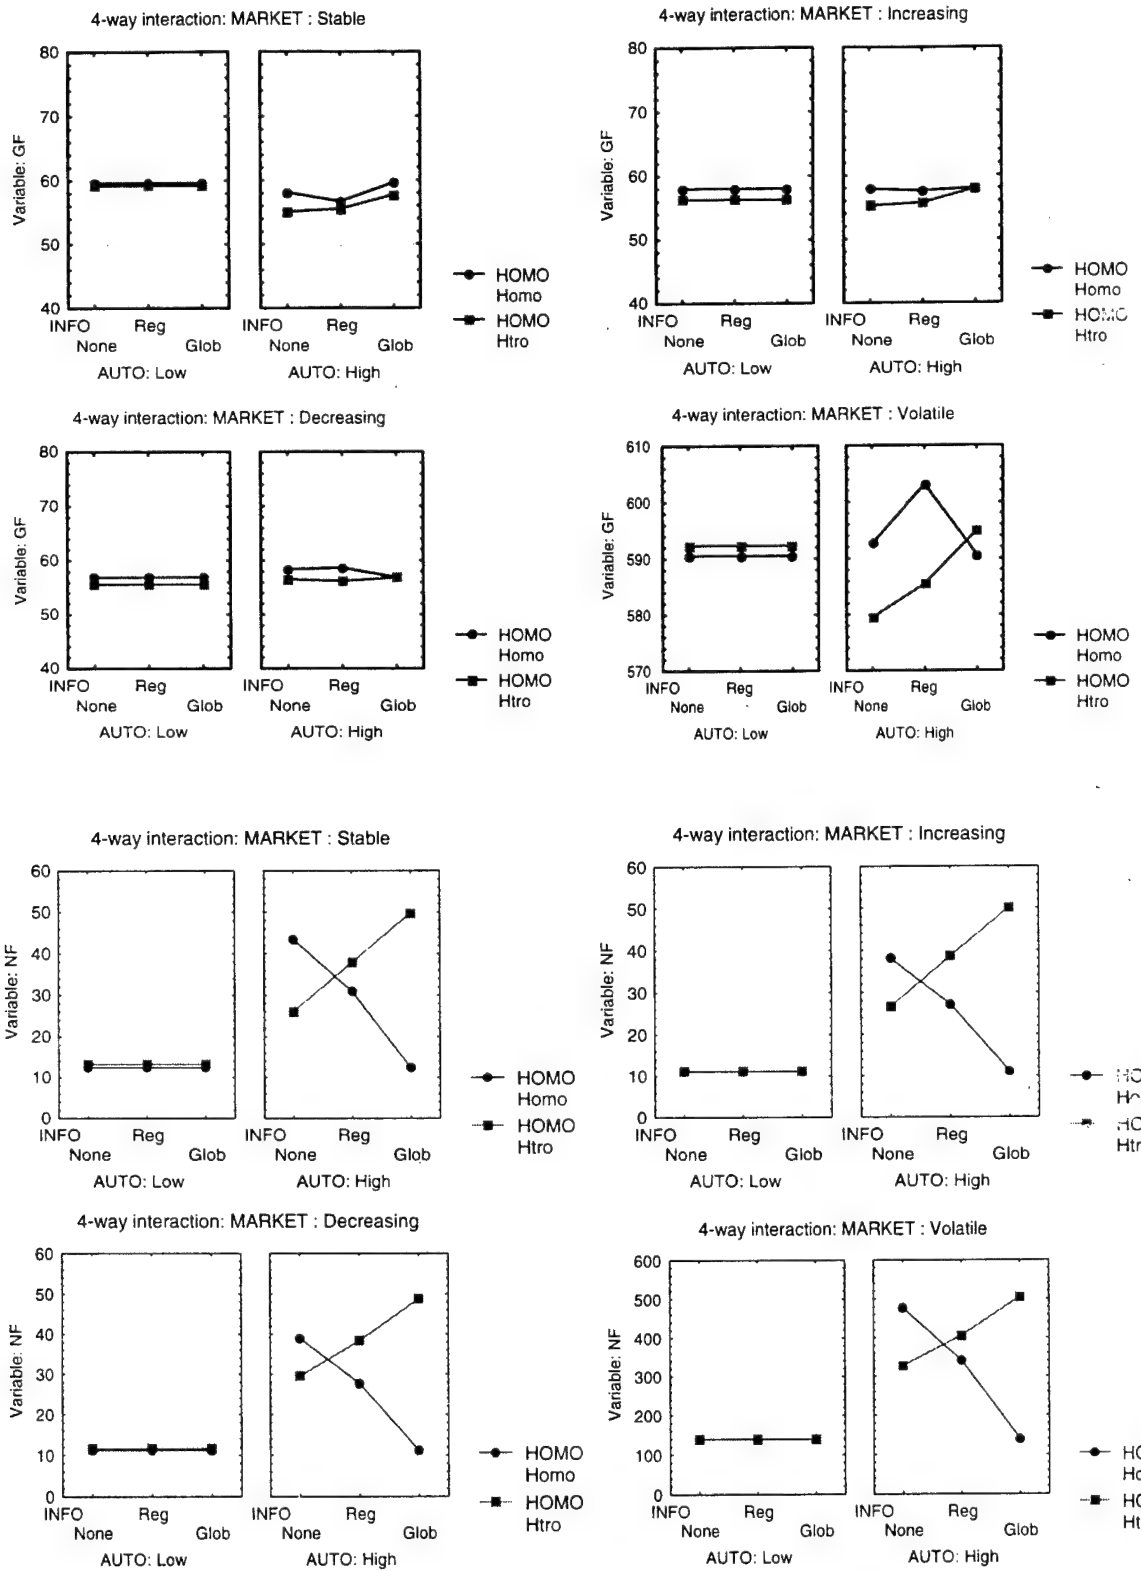 4-way interaction: MARKET : Stable
80
70
60
50
40
Variable: GF
INFO
None
Reg
Glob
AUTO: Low
INFO
None
Reg
Glob
AUTO: High
HOMO
Homo
HOMO
Htro
4-way interaction: MARKET : Increasing
80
70
60
50
40
Variable: GF
INFO
None
Reg
Glob
AUTO: Low
INFO
None
Reg
Glob
AUTO: High
HOMO
Homo
HOMO
Htro
4-way interaction: MARKET : Decreasing
80
70
60
50
40
Variable: GF
INFO
None
Reg
Glob
AUTO: Low
INFO
None
Reg
Glob
AUTO: High
HOMO
Homo
HOMO
Htro
4-way interaction: MARKET : Volatile
610
600
590
580
570
Variable: GF
INFO
None
Reg
Glob
AUTO: Low
INFO
None
Reg
Glob
AUTO: High
HOMO
Homo
HOMO
Htro
4-way interaction: MARKET : Stable
60
50
40
30
20
10
0
Variable: NF
INFO
None
Reg
Glob
AUTO: Low
INFO
None
Reg
Glob
AUTO: High
HOMO
Homo
HOMO
Htro
4-way interaction: MARKET : Increasing
60
50
40
30
20
10
0
Variable: NF
INFO
None
Reg
Glob
AUTO: Low
INFO
None
Reg
Glob
AUTO: High
4-way interaction: MARKET : Decreasing
60
50
40
30
20
10
0
Variable: NF
INFO
None
Reg
Glob
AUTO: Low
INFO
None
Reg
Glob
AUTO: High
HOMO
Homo
HOMO
Htro
4-way interaction: MARKET : Volatile
600
500
400
300
200
100
0
Variable: NF
INFO
None
Reg
Glob
AUTO: Low
INFO
None
Reg
Glob
AUTO: High